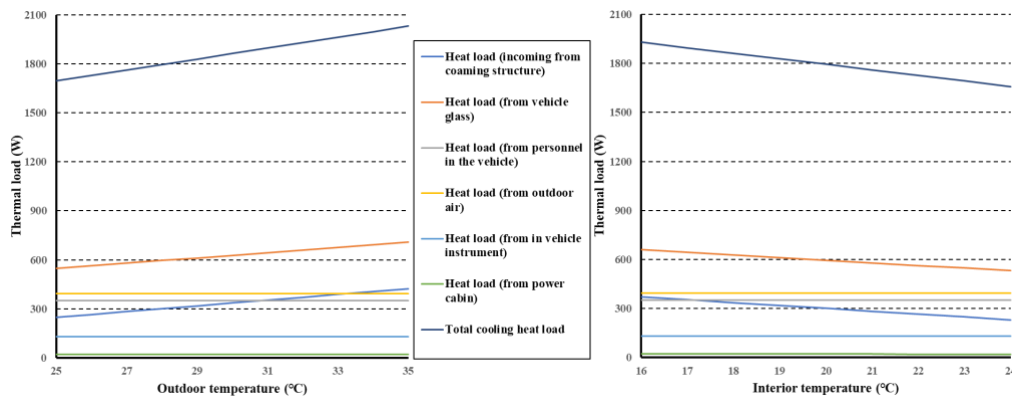 2100
1800
1500
1200
900
600
300
0
Thermal load (W)
25
27
29
31
33
35
Outdoor temperature (℃)
Heat load (incoming from
coaming structure)
Heat load (from vehicle
glass)
Heat load (from personnel
in the vehicle)
Heat load (from outdoor
air)
Heat load (from in vehicle
instrument)
Heat load (from power
cabin)
Total cooling heat load
2100
1800
1500
1200
900
600
300
0
Thermal load (W)
16
17
18
19
20
21
22
23
24
Interior temperature (℃)